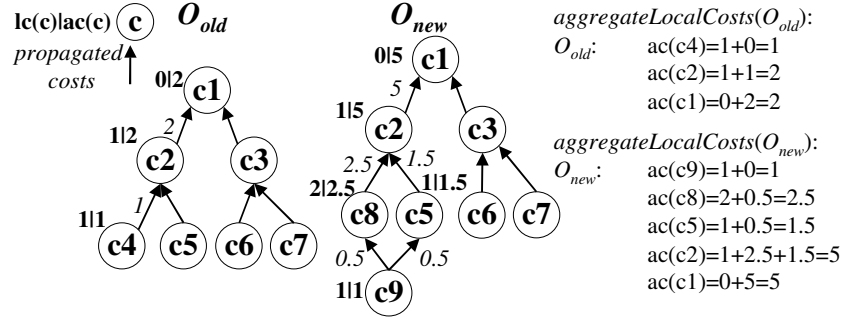 lc(c)|ac(c) c
propagated
costs
O_old
0|2 c1
2
1|2 c2 c3
1
1|1 c4 c5 c6 c7
O_new
0|5 c1
5
1|5 c2 c3
2.5 1.5
2|2.5 c8 1|1.5 c5 c6 c7
0.5 0.5
1|1 c9
aggregateLocalCosts(O_old):
O_old: ac(c4)=1+0=1
ac(c2)=1+1=2
ac(c1)=0+2=2
aggregateLocalCosts(O_new):
O_new: ac(c9)=1+0=1
ac(c8)=2+0.5=2.5
ac(c5)=1+0.5=1.5
ac(c2)=1+2.5+1.5=5
ac(c1)=0+5=5